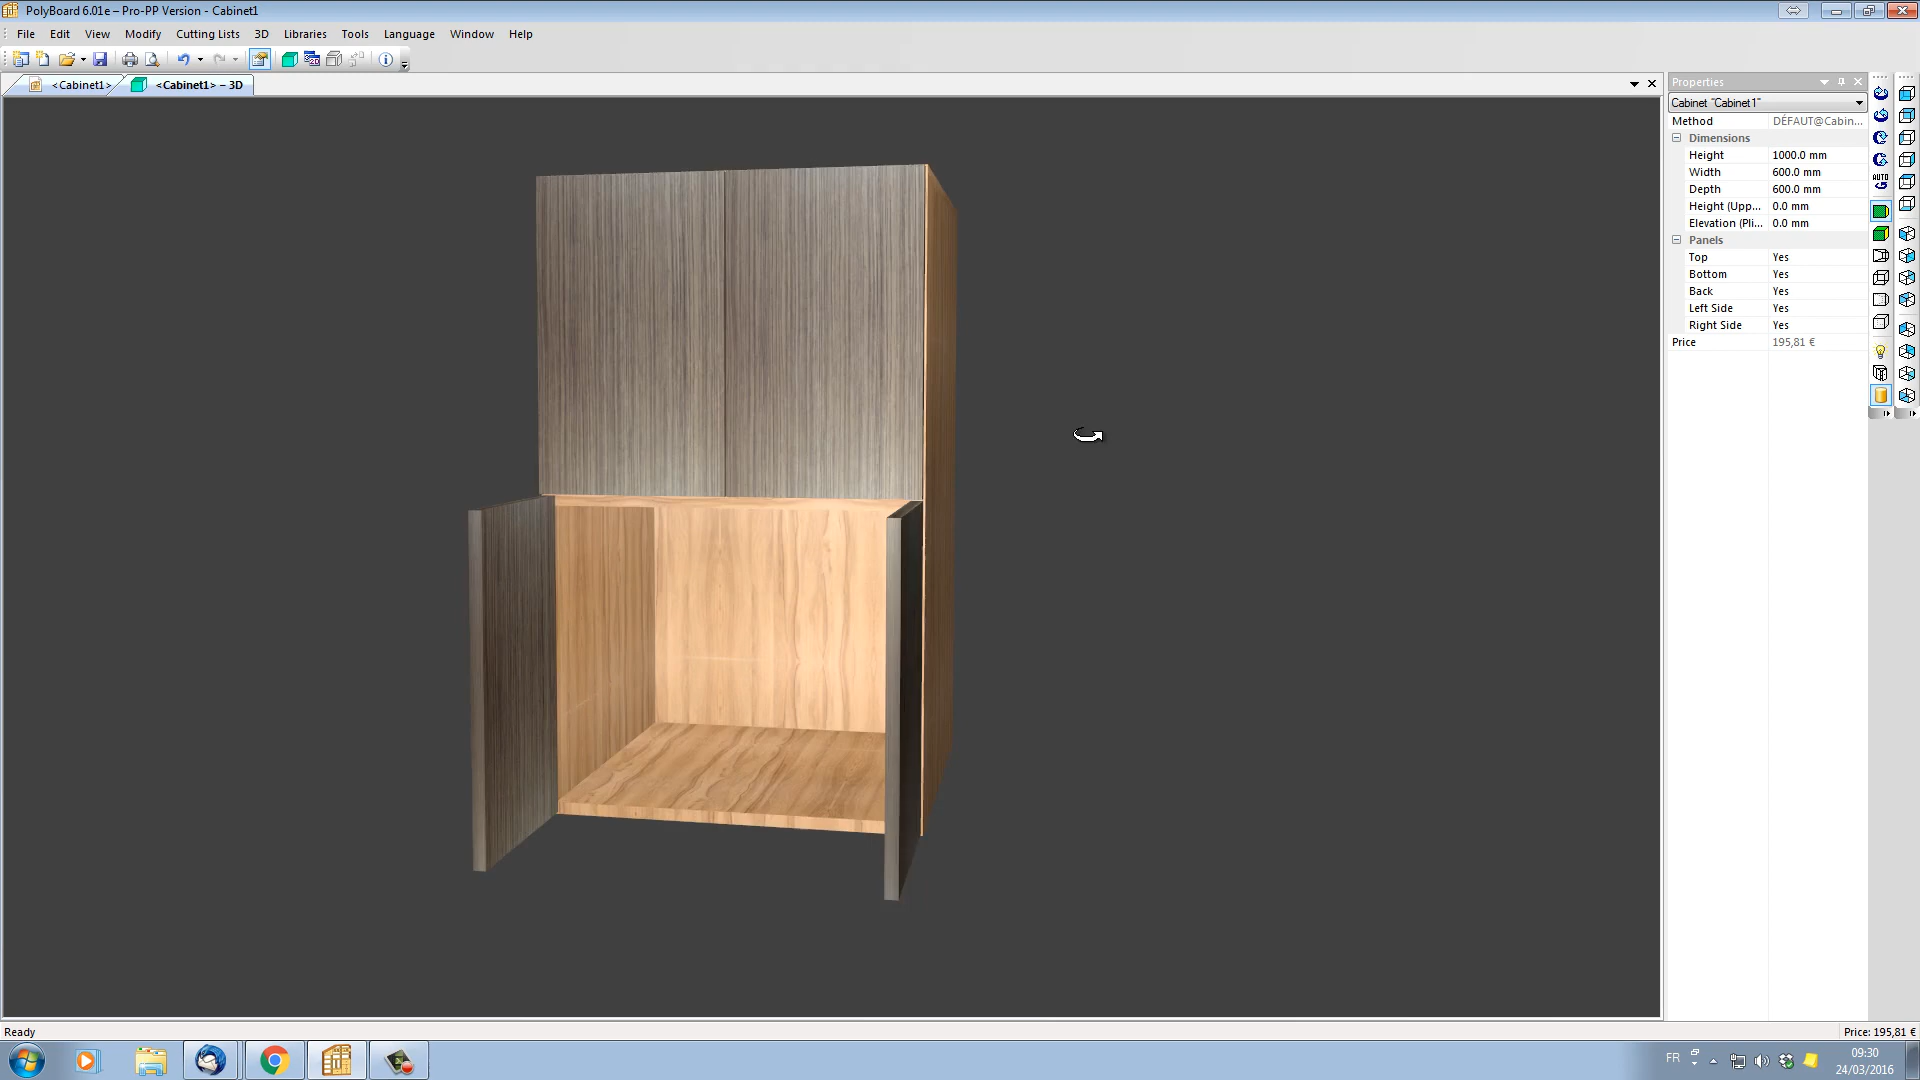 PolyBoard 6.01e – Pro-PP Version - Cabinet1
File Edit View Modify Cutting Lists 3D Libraries Tools Language Window Help
<Cabinet1> <Cabinet1> – 3D
Properties
Cabinet "Cabinet1"
Method DÉFAUT@Cabin...
Dimensions
Height 1000.0 mm
Width 600.0 mm
Depth 600.0 mm
Height (Upp... 0.0 mm
Elevation (Pli... 0.0 mm
Panels
Top Yes
Bottom Yes
Back Yes
Left Side Yes
Right Side Yes
Price 195,81 €
AUTO
Ready
Price: 195,81 €
FR
09:30
24/03/2016